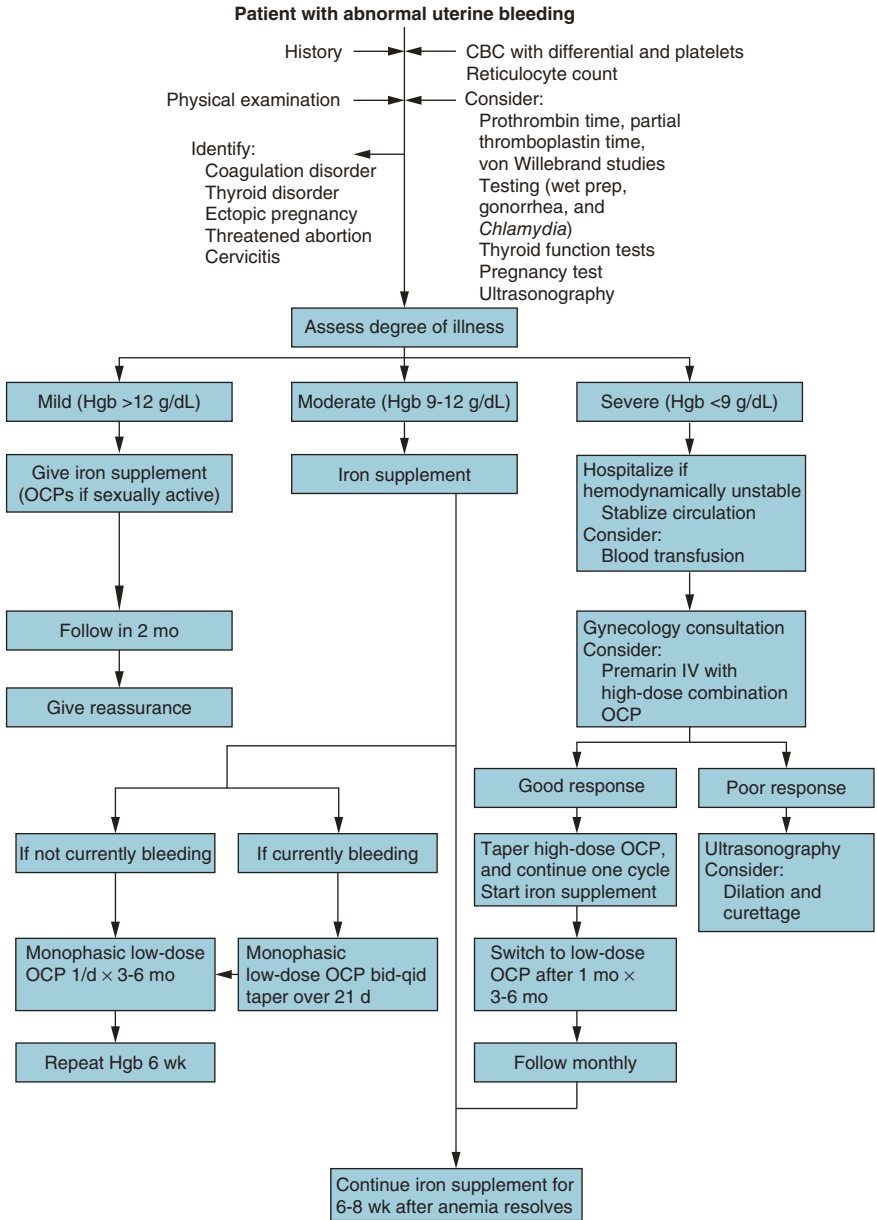 Patient with abnormal uterine bleeding
History
CBC with differential and platelets
Reticulocyte count
Physical examination
Consider:
Prothrombin time, partial
thromboplastin time,
von Willebrand studies
Testing (wet prep,
gonorrhea, and
Chlamydia)
Thyroid function tests
Pregnancy test
Ultrasonography
Identify:
Coagulation disorder
Thyroid disorder
Ectopic pregnancy
Threatened abortion
Cervicitis
Assess degree of illness
Mild (Hgb >12 g/dL)
Moderate (Hgb 9-12 g/dL)
Severe (Hgb <9 g/dL)
Give iron supplement
(OCPs if sexually active)
Iron supplement
Hospitalize if
hemodynamically unstable
Stablize circulation
Consider:
Blood transfusion
Follow in 2 mo
Gynecology consultation
Consider:
Premarin IV with
high-dose combination
OCP
Give reassurance
Good response
Poor response
If not currently bleeding
If currently bleeding
Taper high-dose OCP,
and continue one cycle
Start iron supplement
Ultrasonography
Consider:
Dilation and
curettage
Monophasic low-dose
OCP 1/d × 3-6 mo
Monophasic
low-dose OCP bid-qid
taper over 21 d
Switch to low-dose
OCP after 1 mo ×
3-6 mo
Repeat Hgb 6 wk
Follow monthly
Continue iron supplement for
6-8 wk after anemia resolves